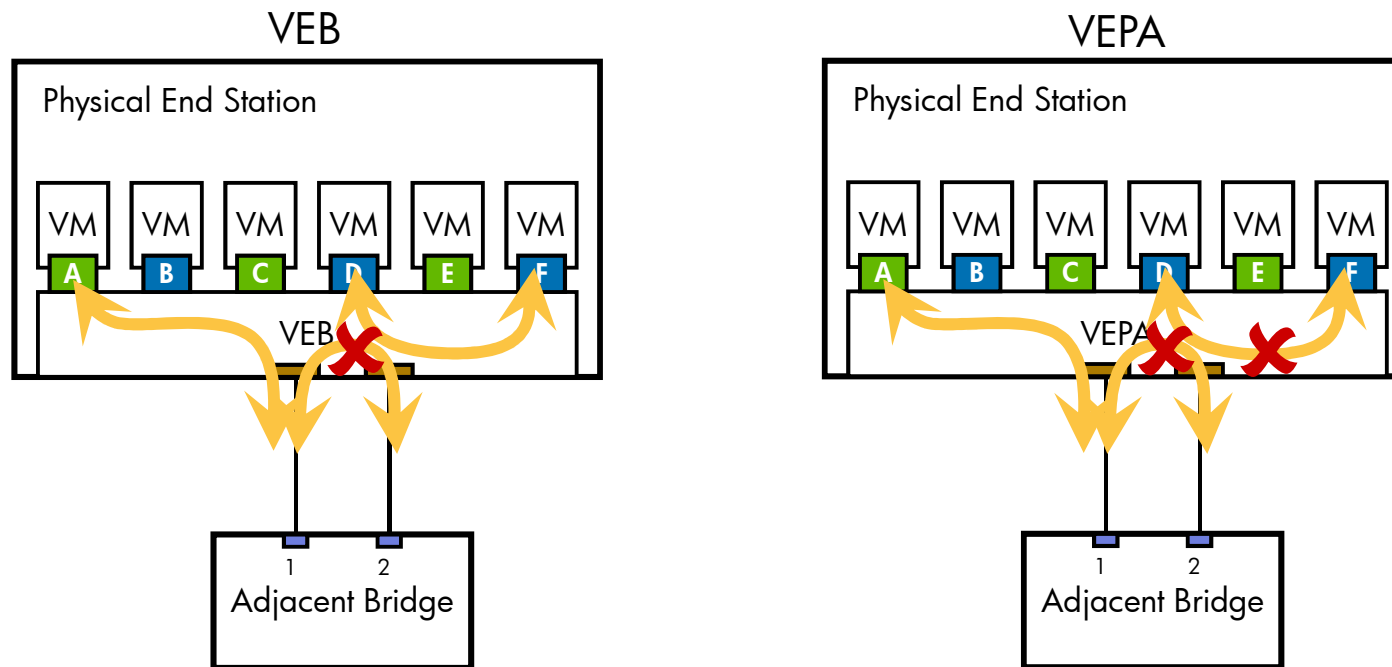 VEB
Physical End Station
VM VM VM VM VM VM
A B C D E F
VEB
1 2
Adjacent Bridge
VEPA
Physical End Station
VM VM VM VM VM VM
A B C D E F
VEPA
1 2
Adjacent Bridge